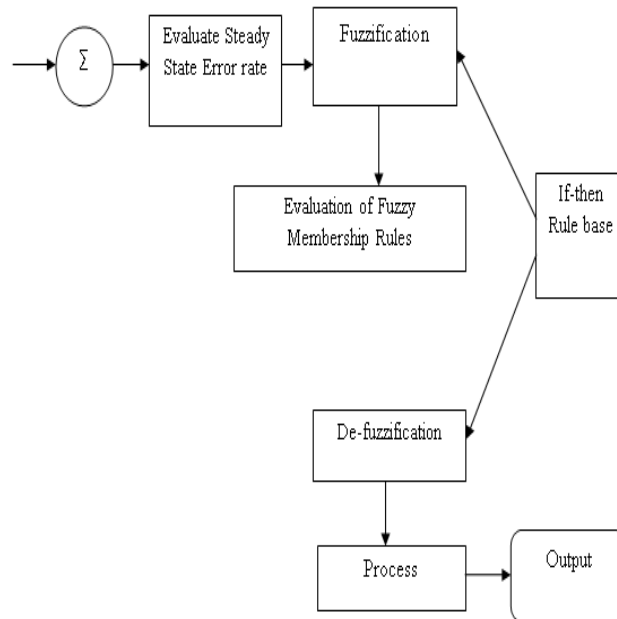 Σ
Evaluate Steady
State Error rate
Fuzzification
Evaluation of Fuzzy
Membership Rules
If-then
Rule base
De-fuzzification
Process
Output